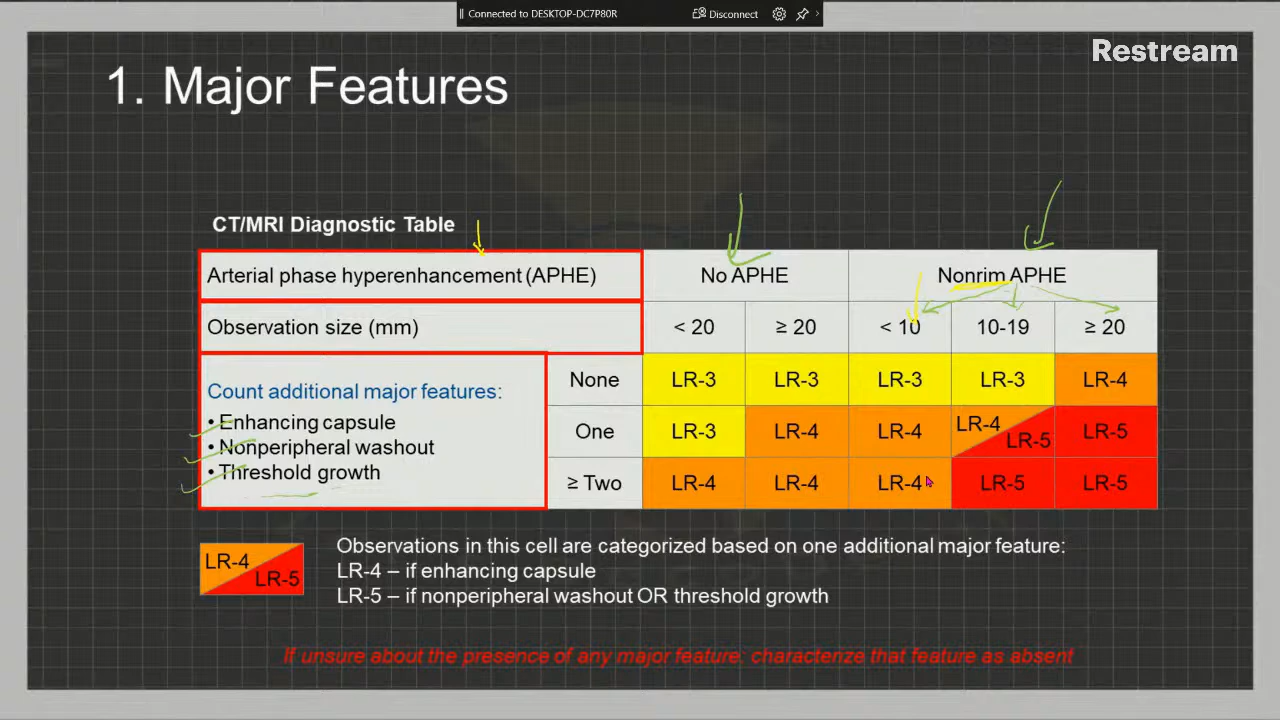 Connected to DESKTOP-DC7P80R Disconnect
Restream
1. Major Features
CT/MRI Diagnostic Table
Arterial phase hyperenhancement (APHE) No APHE Nonrim APHE
Observation size (mm) < 20 ≥ 20 < 10 10-19 ≥ 20
Count additional major features:
• Enhancing capsule
• Nonperipheral washout
• Threshold growth
None LR-3 LR-3 LR-3 LR-3 LR-4
One LR-3 LR-4 LR-4 LR-4 LR-5 LR-5
≥ Two LR-4 LR-4 LR-4 LR-5 LR-5
LR-4 LR-5
Observations in this cell are categorized based on one additional major feature:
LR-4 – if enhancing capsule
LR-5 – if nonperipheral washout OR threshold growth
If unsure about the presence of any major feature: characterize that feature as absent